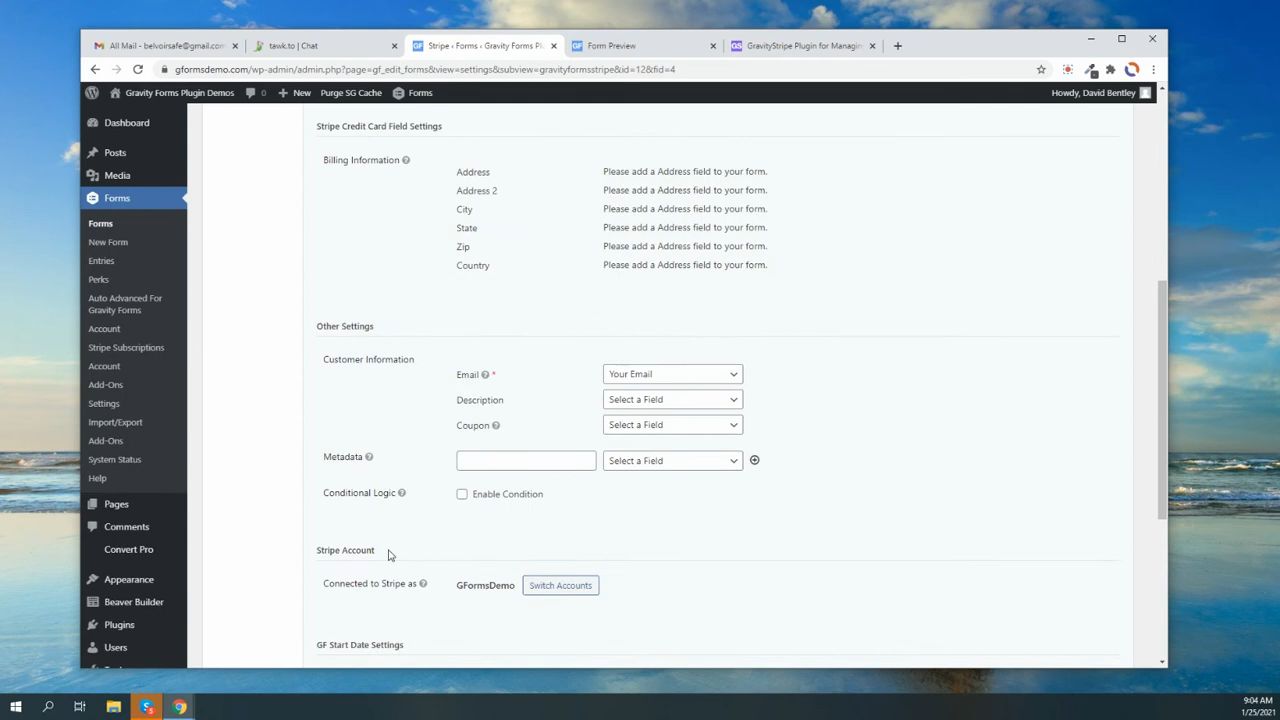 All Mail - belvoirsafe@gmail.com
tawk.to | Chat
Stripe ‹ Forms ‹ Gravity Forms Pl
Form Preview
GravityStripe Plugin for Managin
gformsdemo.com/wp-admin/admin.php?page=gf_edit_forms&view=settings&subview=gravityformsstripe&id=12&fid=4
Gravity Forms Plugin Demos
0
New
Purge SG Cache
Forms
Howdy, David Bentley
Dashboard
Posts
Media
Forms
Forms
New Form
Entries
Perks
Auto Advanced For
Gravity Forms
Account
Stripe Subscriptions
Account
Add-Ons
Settings
Import/Export
Add-Ons
System Status
Help
Pages
Comments
Convert Pro
Appearance
Beaver Builder
Plugins
Users
Stripe Credit Card Field Settings
Billing Information
Address Please add a Address field to your form.
Address 2 Please add a Address field to your form.
City Please add a Address field to your form.
State Please add a Address field to your form.
Zip Please add a Address field to your form.
Country Please add a Address field to your form.
Other Settings
Customer Information
Email * Your Email
Description Select a Field
Coupon Select a Field
Metadata Select a Field
Conditional Logic Enable Condition
Stripe Account
Connected to Stripe as GFormsDemo Switch Accounts
GF Start Date Settings
9:04 AM
1/25/2021